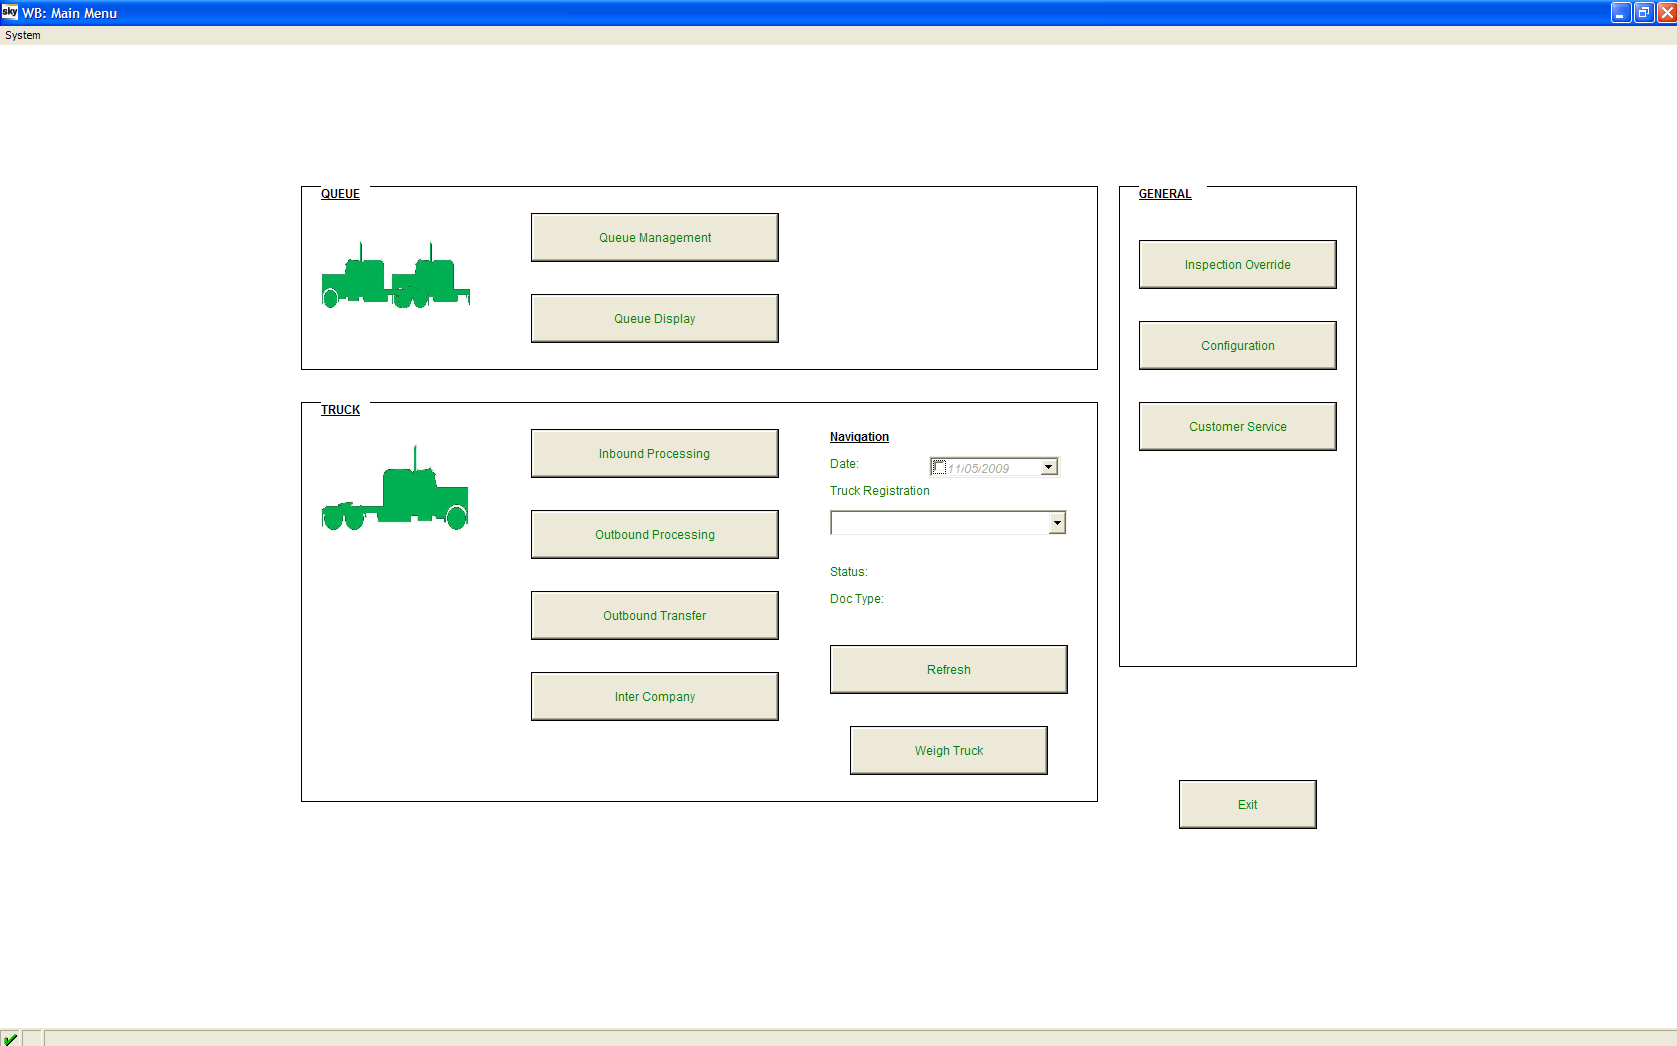 sky WB: Main Menu
System
QUEUE
Queue Management
Queue Display
TRUCK
Inbound Processing
Outbound Processing
Outbound Transfer
Inter Company
Navigation
Date: 11/05/2009
Truck Registration
Status:
Doc Type:
Refresh
Weigh Truck
GENERAL
Inspection Override
Configuration
Customer Service
Exit